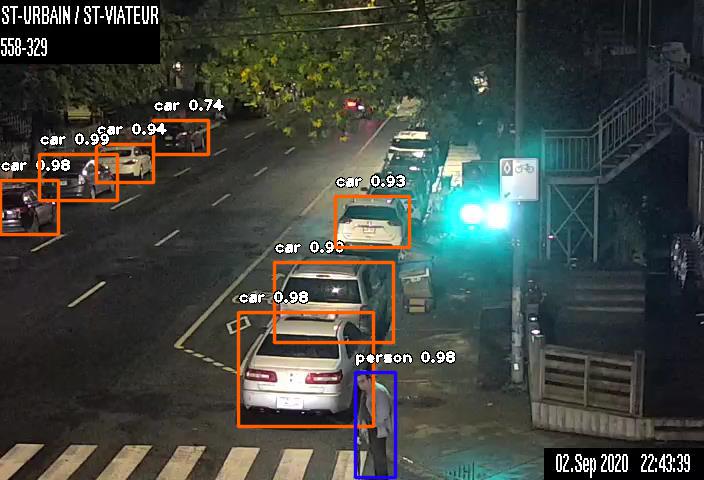 ST-URBAIN / ST-VIATEUR
558-329
car 0.74
car 0.94
car 0.99
car 0.98
car 0.93
car 0.98
person 0.98
02.Sep 2020 22:43:39